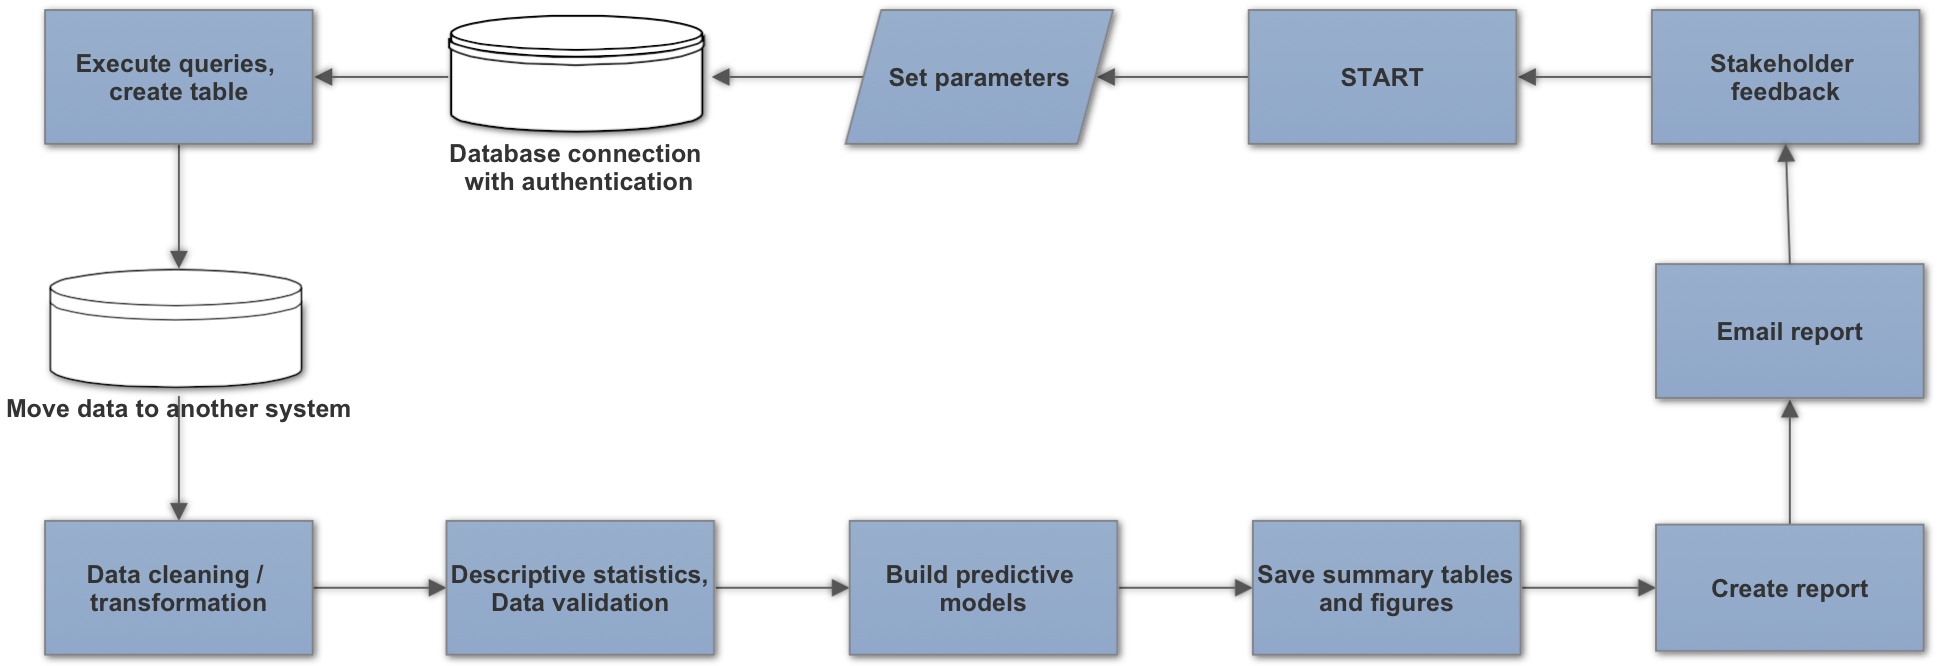 Execute queries,
create table
Database connection
with authentication
Set parameters
START
Stakeholder
feedback
Move data to another system
Email report
Data cleaning /
transformation
Descriptive statistics,
Data validation
Build predictive
models
Save summary tables
and figures
Create report